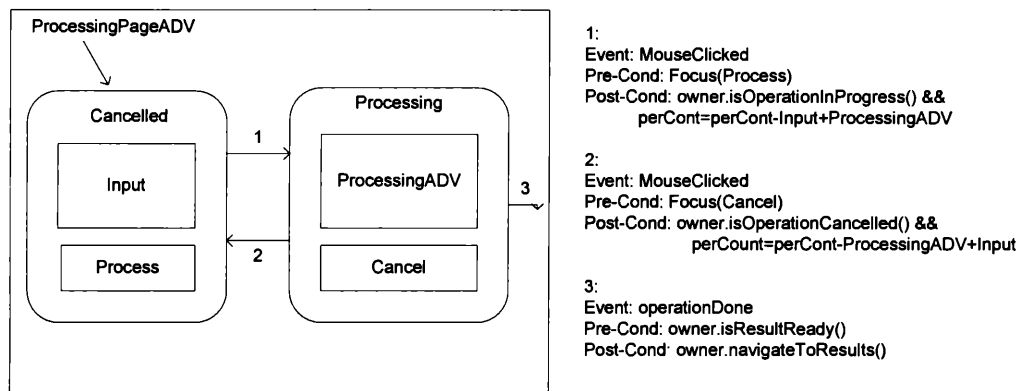 ProcessingPageADV
Cancelled
Input
Process
1
2
Processing
ProcessingADV
Cancel
3
1:
Event: MouseClicked
Pre-Cond: Focus(Process)
Post-Cond: owner.isOperationInProgress() &&
perCont=perCont-Input+ProcessingADV
2:
Event: MouseClicked
Pre-Cond: Focus(Cancel)
Post-Cond: owner.isOperationCancelled() &&
perCount=perCont-ProcessingADV+Input
3:
Event: operationDone
Pre-Cond: owner.isResultReady()
Post-Cond: owner.navigateToResults()